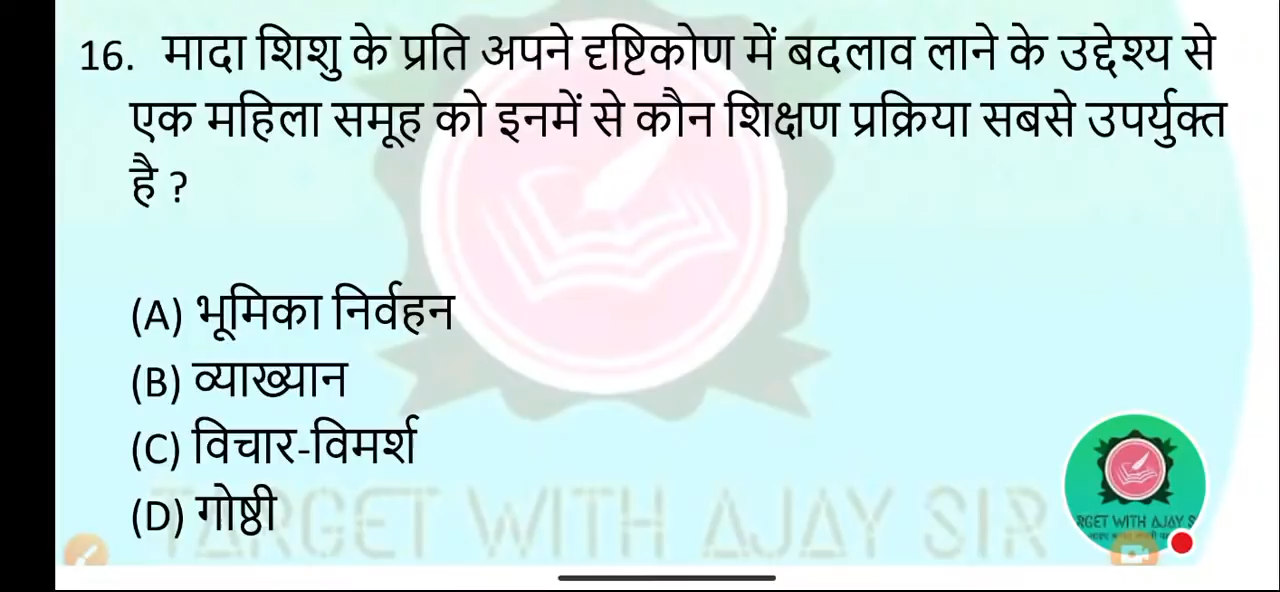 16. मादा शिशु के प्रति अपने दृष्टिकोण में बदलाव लाने के उद्देश्य से
एक महिला समूह को इनमें से कौन शिक्षण प्रक्रिया सबसे उपर्युक्त
है ?
(A) भूमिका निर्वहन
(B) व्याख्यान
(C) विचार-विमर्श
(D) गोष्ठी
TARGET WITH AJAY SIR
RGET WITH AJAY S